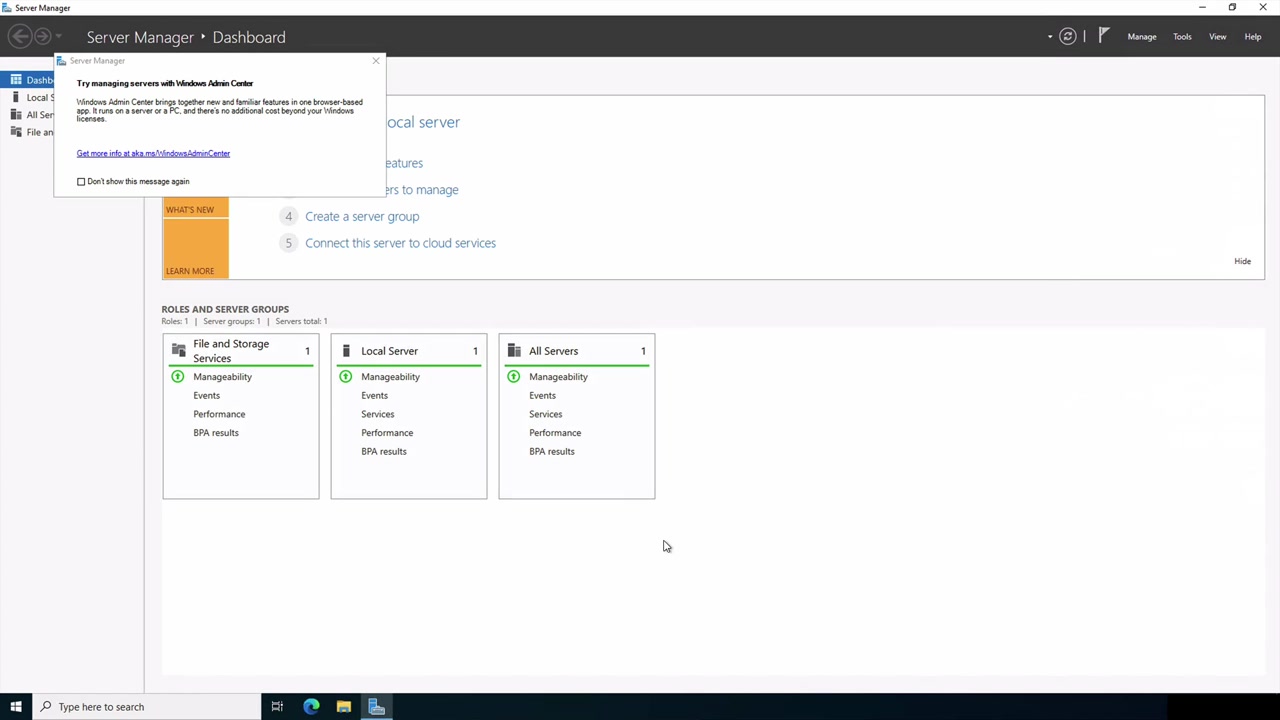 Server Manager
Server Manager ‣ Dashboard
Manage
Tools
View
Help
Server Manager
Try managing servers with Windows Admin Center
Windows Admin Center brings together new and familiar features in one browser-based
app. It runs on a server or a PC, and there's no additional cost beyond your Windows
licenses.
Get more info at aka.ms/WindowsAdminCenter
Don't show this message again
Dashb
Local S
All Ser
File an
ocal server
eatures
ers to manage
4 Create a server group
5 Connect this server to cloud services
WHAT'S NEW
LEARN MORE
Hide
ROLES AND SERVER GROUPS
Roles: 1 | Server groups: 1 | Servers total: 1
File and Storage
Services 1
Manageability
Events
Performance
BPA results
Local Server 1
Manageability
Events
Services
Performance
BPA results
All Servers 1
Manageability
Events
Services
Performance
BPA results
Type here to search